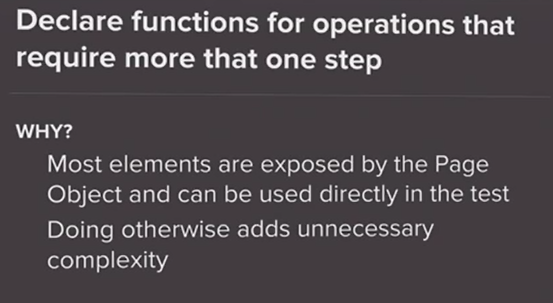 Declare functions for operations that
require more that one step
WHY?
Most elements are exposed by the Page
Object and can be used directly in the test
Doing otherwise adds unnecessary
complexity